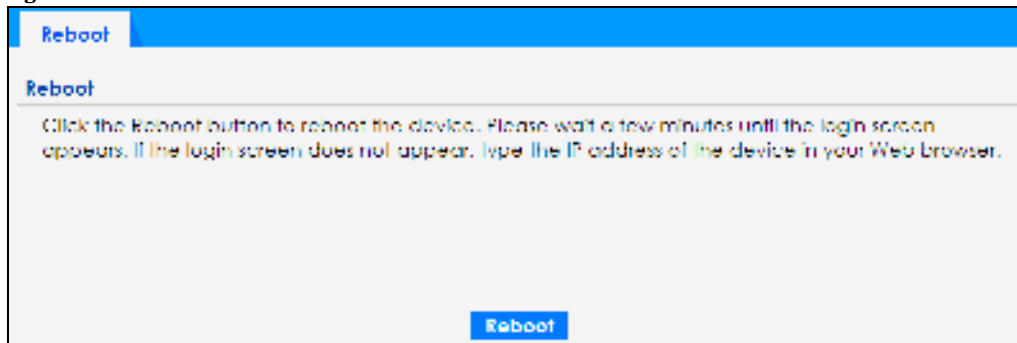 Reboot
Reboot
Click the Reboot button to reboot the device. Please wait a few minutes until the login screen
appears. If the login screen does not appear, type the IP address of the device in your Web browser.
Reboot